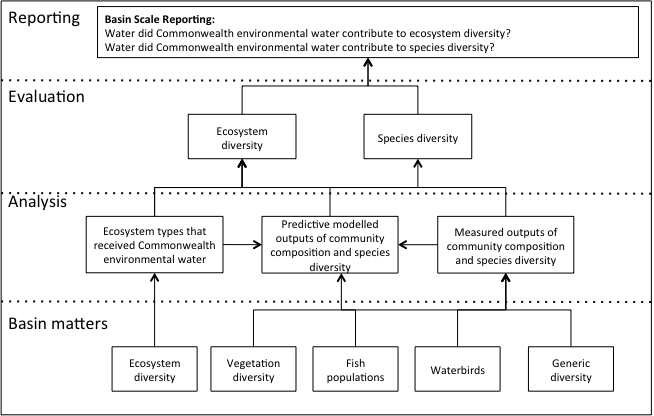 Reporting
Basin Scale Reporting:
Water did Commonwealth environmental water contribute to ecosystem diversity?
Water did Commonwealth environmental water contribute to species diversity?
Evaluation
Ecosystem
diversity
Species diversity
Analysis
Ecosystem types that
received Commonwealth
environmental water
Predictive modelled
outputs of community
composition and species
diversity
Measured outputs of
community composition
and species diversity
Basin matters
Ecosystem
diversity
Vegetation
diversity
Fish
populations
Waterbirds
Generic
diversity